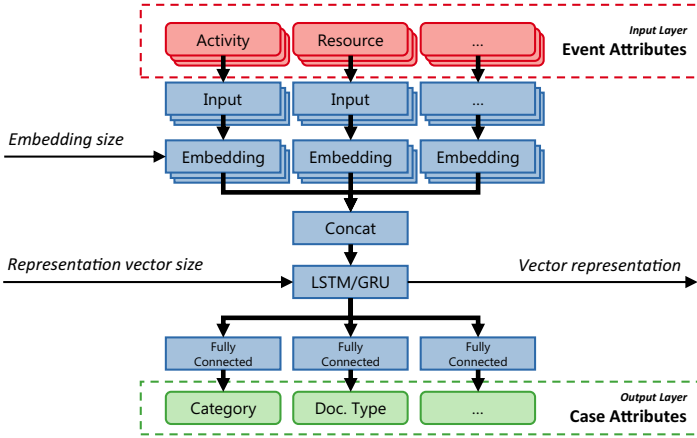 Input Layer
Activity Resource ... Event Attributes
Input Input ...
Embedding size
Embedding Embedding Embedding
Concat
Representation vector size Vector representation
LSTM/GRU
Fully Connected Fully Connected Fully Connected
Output Layer
Category Doc. Type ... Case Attributes